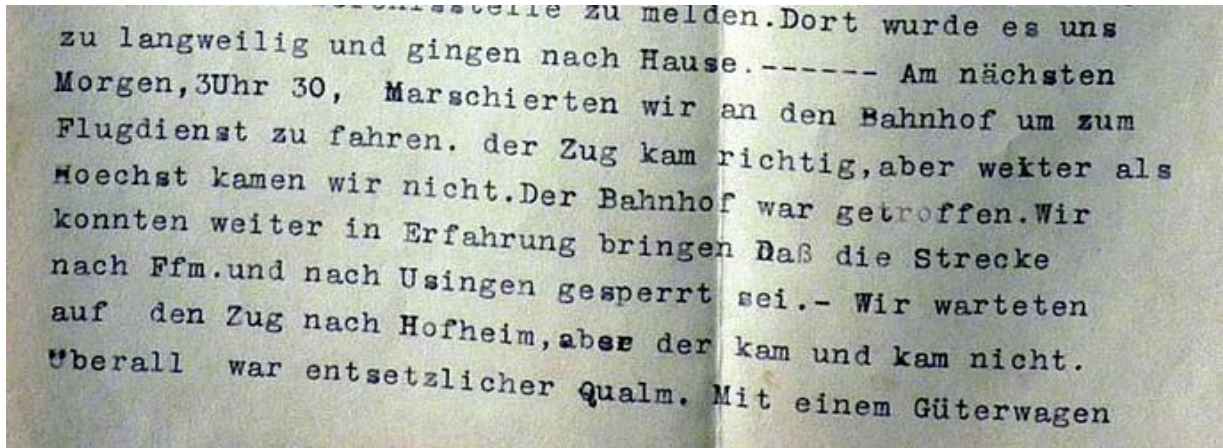 zu melden.Dort wurde es uns
zu langweilig und gingen nach Hause.------ Am nächsten
Morgen,3Uhr 30, Marschierten wir an den Bahnhof um zum
Flugdienst zu fahren. der Zug kam richtig,aber weiter als
Hoechst kamen wir nicht.Der Bahnhof war getroffen.Wir
konnten weiter in Erfahrung bringen Daß die Strecke
nach Ffm.und nach Usingen gesperrt sei.- Wir warteten
auf den Zug nach Hofheim,aber der kam und kam nicht.
Überall war entsetzlicher Qualm. Mit einem Güterwagen